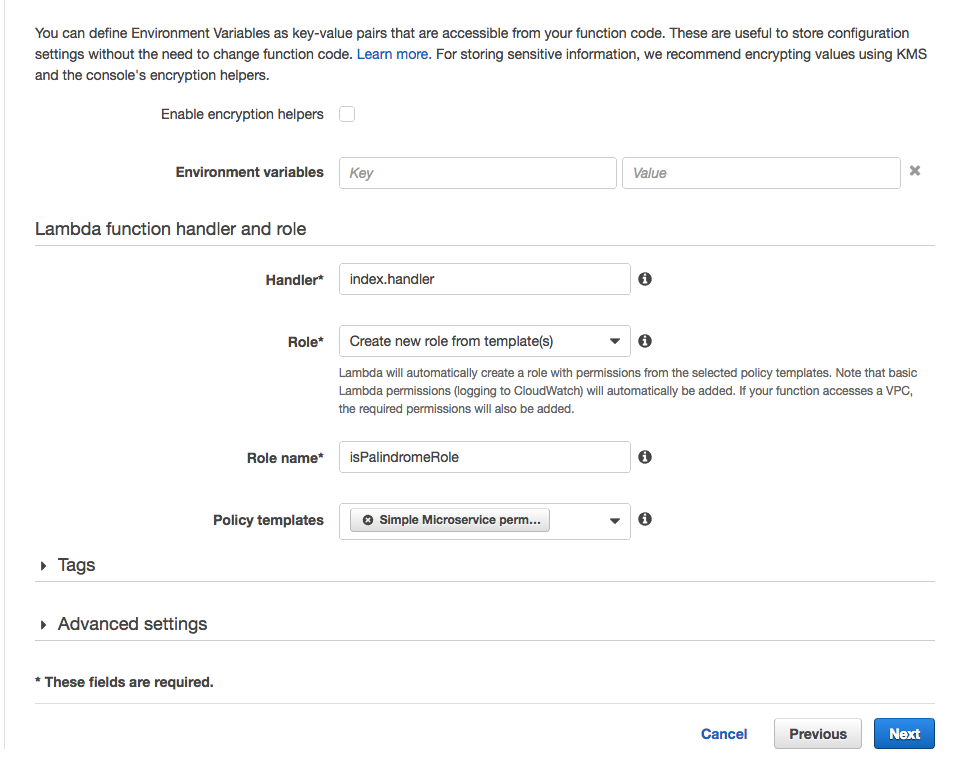 You can define Environment Variables as key-value pairs that are accessible from your function code. These are useful to store configuration
settings without the need to change function code. Learn more. For storing sensitive information, we recommend encrypting values using KMS
and the console's encryption helpers.
Enable encryption helpers
Environment variables Key Value
Lambda function handler and role
Handler* index.handler
Role* Create new role from template(s)
Lambda will automatically create a role with permissions from the selected policy templates. Note that basic
Lambda permissions (logging to CloudWatch) will automatically be added. If your function accesses a VPC,
the required permissions will also be added.
Role name* isPalindromeRole
Policy templates Simple Microservice perm...
Tags
Advanced settings
* These fields are required.
Cancel Previous Next